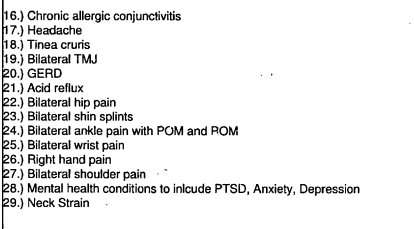 16.) Chronic allergic conjunctivitis
17.) Headache
18.) Tinea cruris
19.) Bilateral TMJ
20.) GERD
21.) Acid reflux
22.) Bilateral hip pain
23.) Bilateral shin splints
24.) Bilateral ankle pain with POM and ROM
25.) Bilateral wrist pain
26.) Right hand pain
27.) Bilateral shoulder pain
28.) Mental health conditions to inlcude PTSD, Anxiety, Depression
29.) Neck Strain